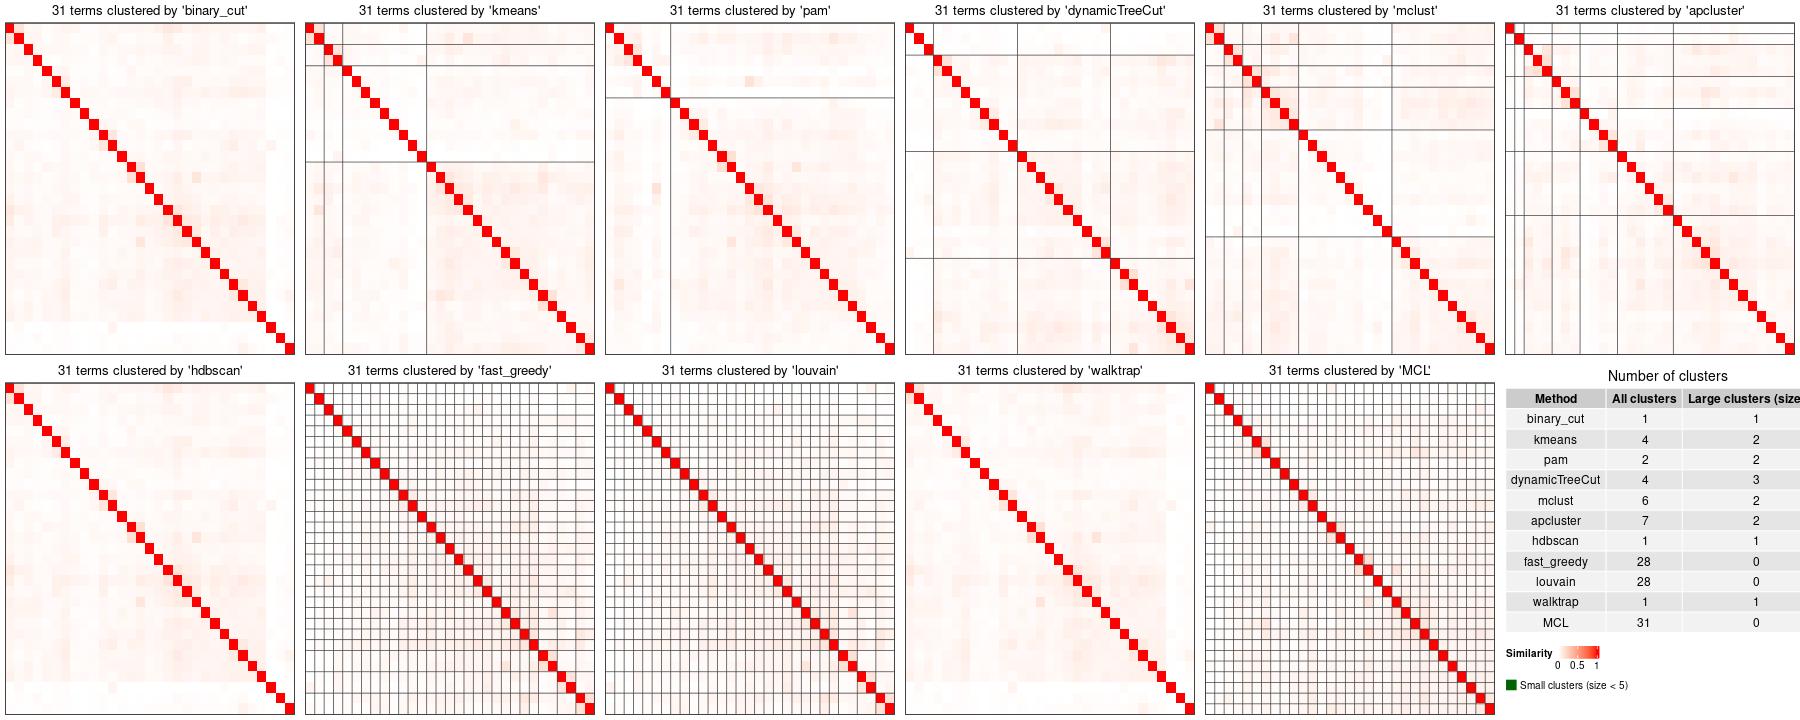 31 terms clustered by 'binary_cut'
31 terms clustered by 'kmeans'
31 terms clustered by 'pam'
31 terms clustered by 'dynamicTreeCut'
31 terms clustered by 'mclust'
31 terms clustered by 'apcluster'
31 terms clustered by 'hdbscan'
31 terms clustered by 'fast_greedy'
31 terms clustered by 'louvain'
31 terms clustered by 'walktrap'
31 terms clustered by 'MCL'
Number of clusters
Method All clusters Large clusters (size
binary_cut 1 1
kmeans 4 2
pam 2 2
dynamicTreeCut 4 3
mclust 6 2
apcluster 7 2
hdbscan 1 1
fast_greedy 28 0
louvain 28 0
walktrap 1 1
MCL 31 0
Similarity
0 0.5 1
Small clusters (size < 5)